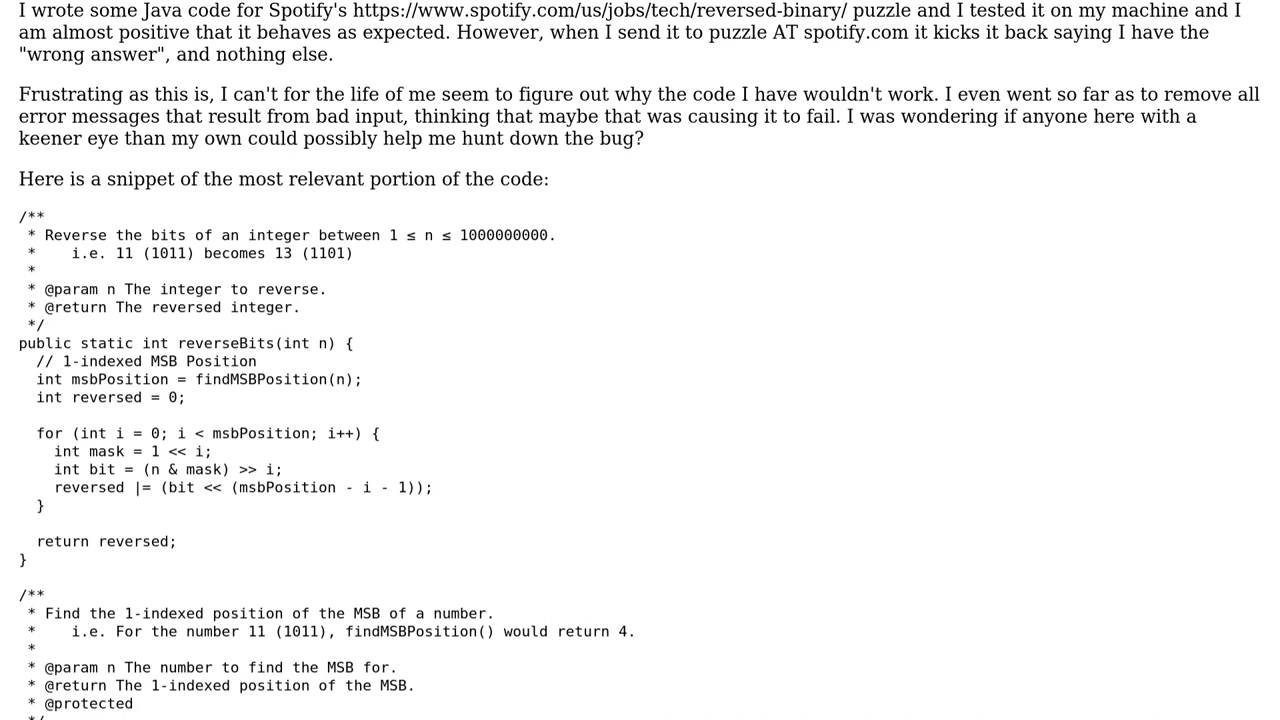 I wrote some Java code for Spotify's https://www.spotify.com/us/jobs/tech/reversed-binary/ puzzle and I tested it on my machine and I
am almost positive that it behaves as expected. However, when I send it to puzzle AT spotify.com it kicks it back saying I have the
"wrong answer", and nothing else.
Frustrating as this is, I can't for the life of me seem to figure out why the code I have wouldn't work. I even went so far as to remove all
error messages that result from bad input, thinking that maybe that was causing it to fail. I was wondering if anyone here with a
keener eye than my own could possibly help me hunt down the bug?
Here is a snippet of the most relevant portion of the code:
/**
 * Reverse the bits of an integer between 1 ≤ n ≤ 1000000000.
 *    i.e. 11 (1011) becomes 13 (1101)
 *
 * @param n The integer to reverse.
 * @return The reversed integer.
 */
public static int reverseBits(int n) {
  // 1-indexed MSB Position
  int msbPosition = findMSBPosition(n);
  int reversed = 0;

  for (int i = 0; i < msbPosition; i++) {
    int mask = 1 << i;
    int bit = (n & mask) >> i;
    reversed |= (bit << (msbPosition - i - 1));
  }

  return reversed;
}

/**
 * Find the 1-indexed position of the MSB of a number.
 *    i.e. For the number 11 (1011), findMSBPosition() would return 4.
 *
 * @param n The number to find the MSB for.
 * @return The 1-indexed position of the MSB.
 * @protected
 */